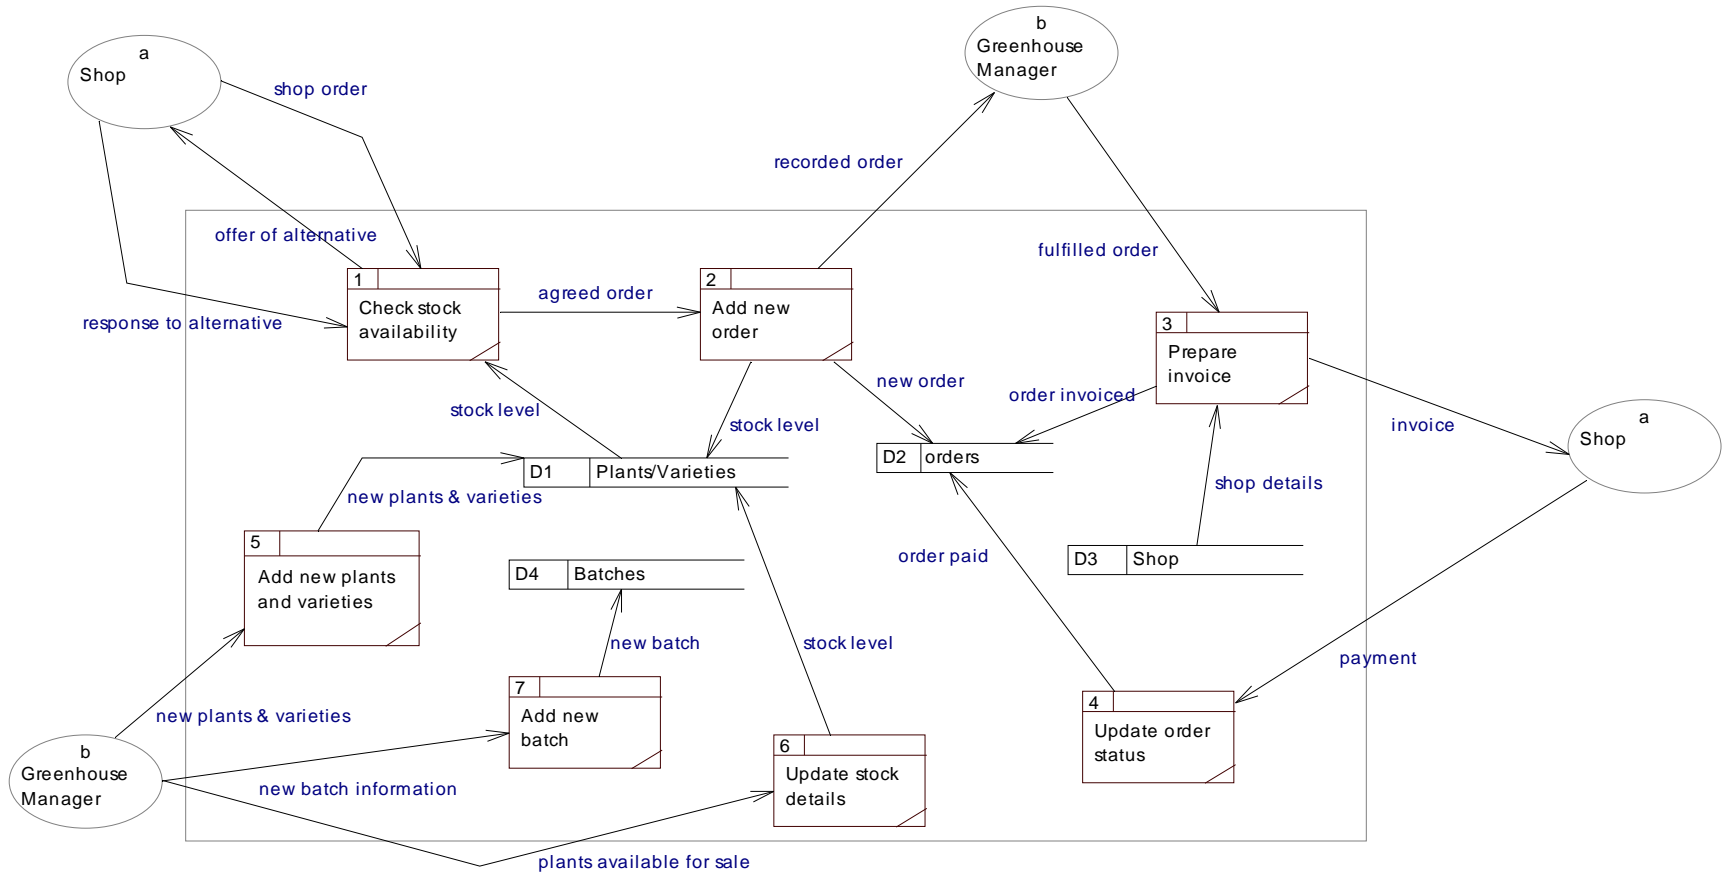 a
Shop
b
Greenhouse
Manager
shop order
recorded order
offer of alternative
fulfilled order
1
Check stock
availability
agreed order
2
Add new
order
response to alternative
3
Prepare
invoice
new order
order invoiced
stock level
stock level
invoice
a
Shop
D1
Plants/Varieties
D2
orders
new plants & varieties
shop details
5
Add new plants
and varieties
D4
Batches
order paid
D3
Shop
new batch
stock level
payment
7
Add new
batch
4
Update order
status
new plants & varieties
b
Greenhouse
Manager
6
Update stock
details
new batch information
plants available for sale